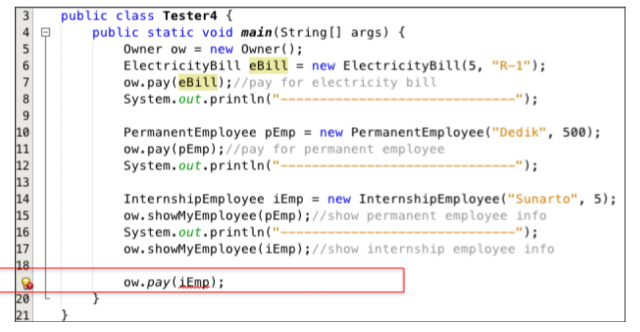 3 public class Tester4 {
4 public static void main(String[] args) {
5 Owner ow = new Owner();
6 ElectricityBill eBill = new ElectricityBill(5, "R-1");
7 ow.pay(eBill);//pay for electricity bill
8 System.out.println("-------------------------------");
9
10 PermanentEmployee pEmp = new PermanentEmployee("Dedik", 500);
11 ow.pay(pEmp);//pay for permanent employee
12 System.out.println("-------------------------------");
13
14 InternshipEmployee iEmp = new InternshipEmployee("Sunarto", 5);
15 ow.showMyEmployee(pEmp);//show permanent employee info
16 System.out.println("-------------------------------");
17 ow.showMyEmployee(iEmp);//show internship employee info
18
ow.pay(iEmp);
20 }
21 }